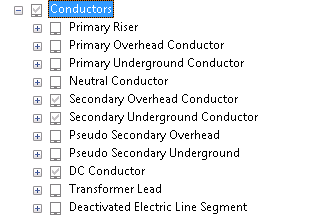 Conductors
Primary Riser
Primary Overhead Conductor
Primary Underground Conductor
Neutral Conductor
Secondary Overhead Conductor
Secondary Underground Conductor
Pseudo Secondary Overhead
Pseudo Secondary Underground
DC Conductor
Transformer Lead
Deactivated Electric Line Segment